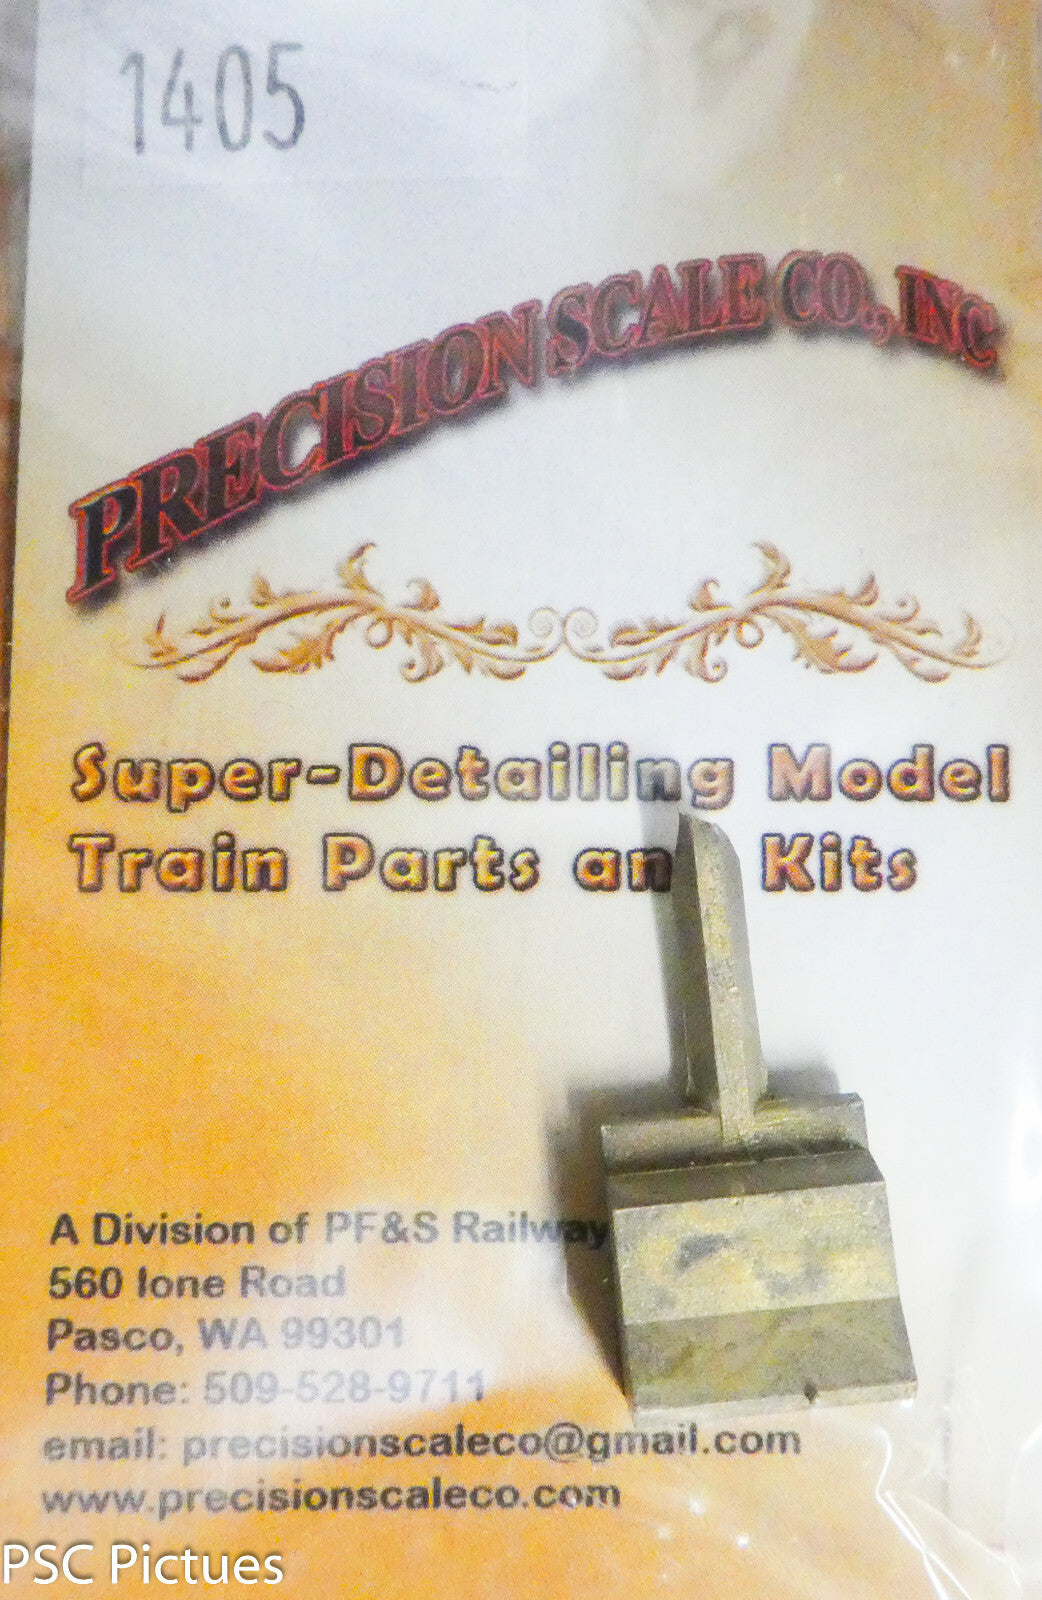 1405
PRECISION SCALE CO., INC
Super-Detailing Model
Train Parts an Kits
A Division of PF&S Railway
560 Ione Road
Pasco, WA 99301
Phone: 509-528-9711
email: precisionscaleco@gmail.com
www.precisionscaleco.com
PSC Pictues